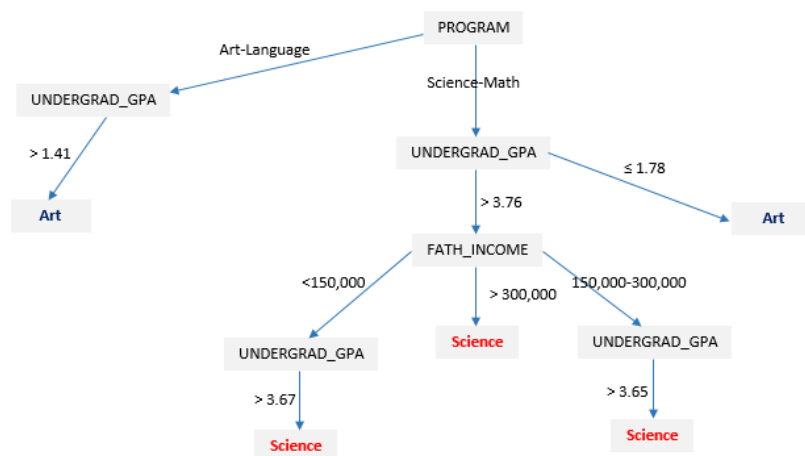 PROGRAM
Art-Language
Science-Math
UNDERGRAD_GPA
UNDERGRAD_GPA
> 1.41
≤ 1.78
> 3.76
Art
Art
FATH_INCOME
<150,000
> 300,000
150,000-300,000
UNDERGRAD_GPA
Science
UNDERGRAD_GPA
> 3.67
> 3.65
Science
Science